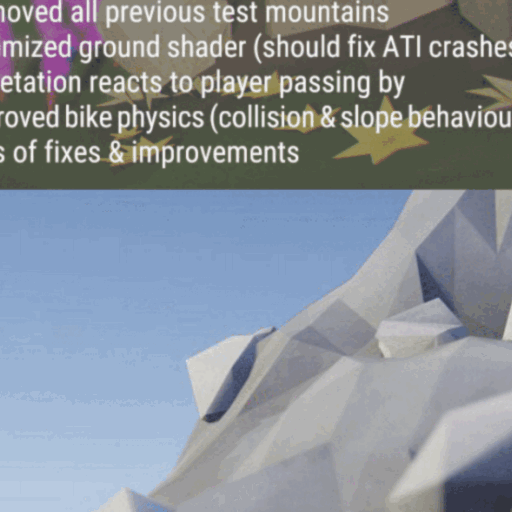 moved all previous test mountains
mized ground shader (should fix ATI crashes
etation reacts to player passing by
roved bike physics (collision & slope behaviou
s of fixes & improvements